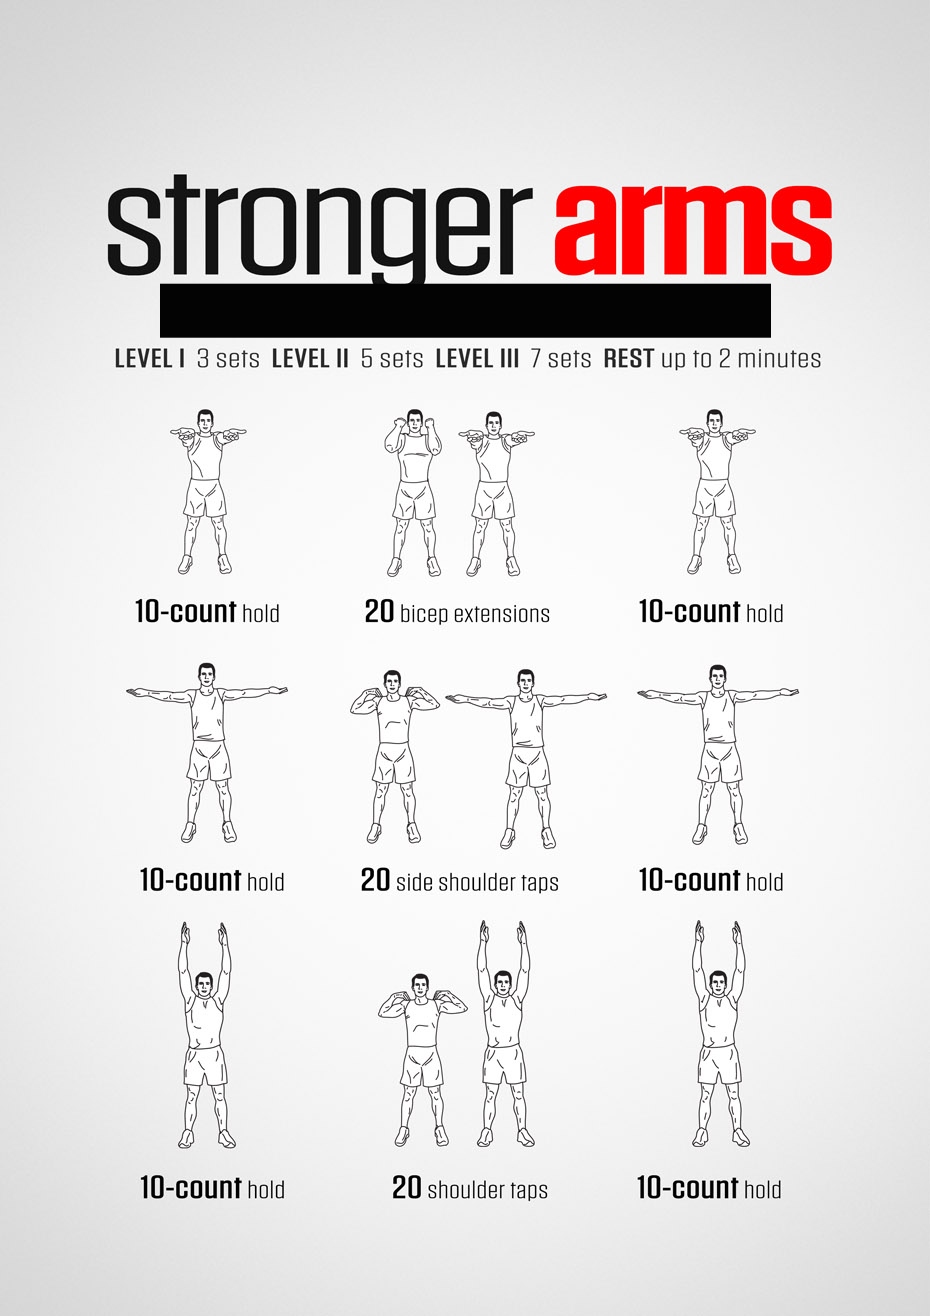 stronger arms
LEVEL I 3 sets LEVEL II 5 sets LEVEL III 7 sets REST up to 2 minutes
10-count hold
20 bicep extensions
10-count hold
10-count hold
20 side shoulder taps
10-count hold
10-count hold
20 shoulder taps
10-count hold